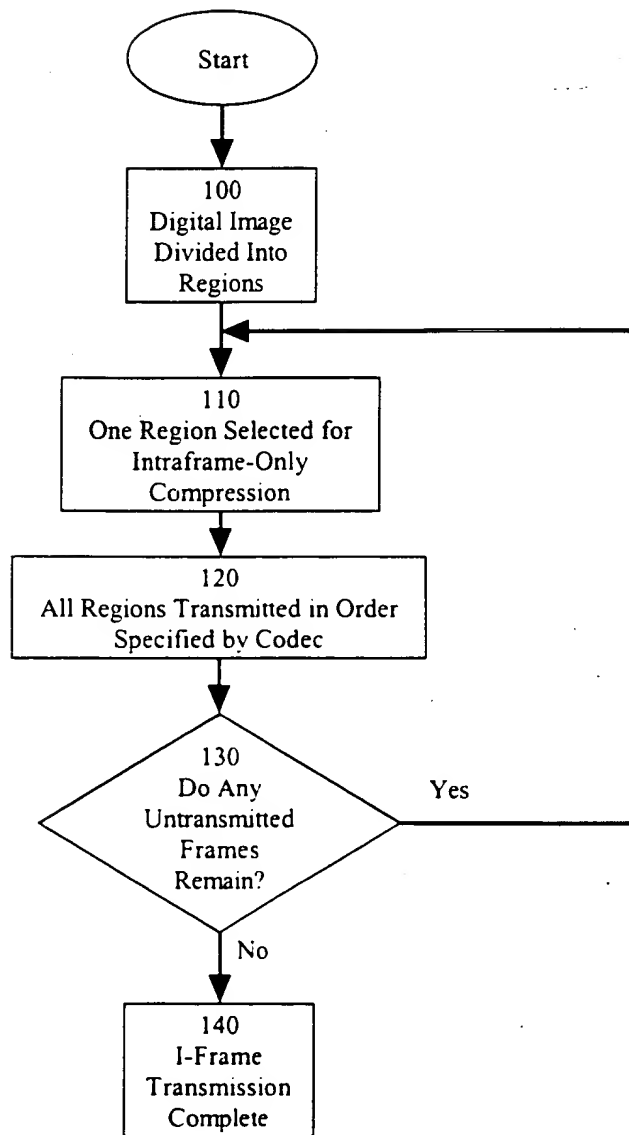 Start
100
Digital Image
Divided Into
Regions
110
One Region Selected for
Intraframe-Only
Compression
120
All Regions Transmitted in Order
Specified by Codec
130
Do Any
Untransmitted
Frames
Remain?
Yes
No
140
I-Frame
Transmission
Complete